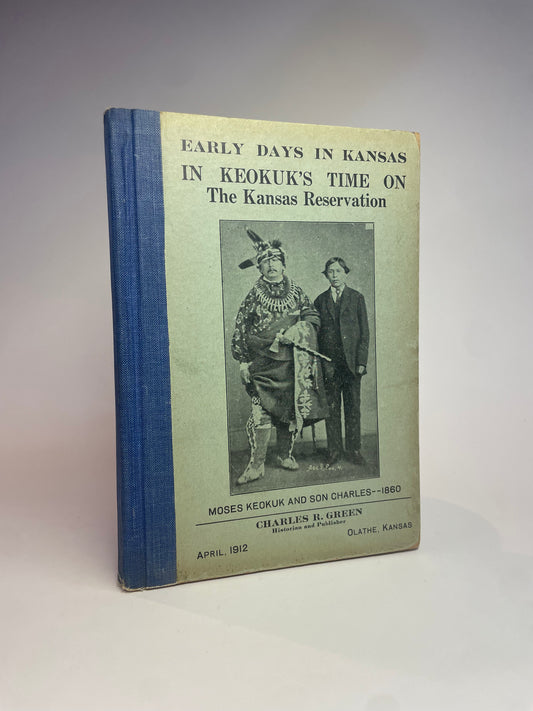 EARLY DAYS IN KANSAS
IN KEOKUK'S TIME ON
The Kansas Reservation
MOSES KEOKUK AND SON CHARLES--1860
CHARLES R. GREEN
Historian and Publisher
APRIL, 1912
OLATHE, KANSAS